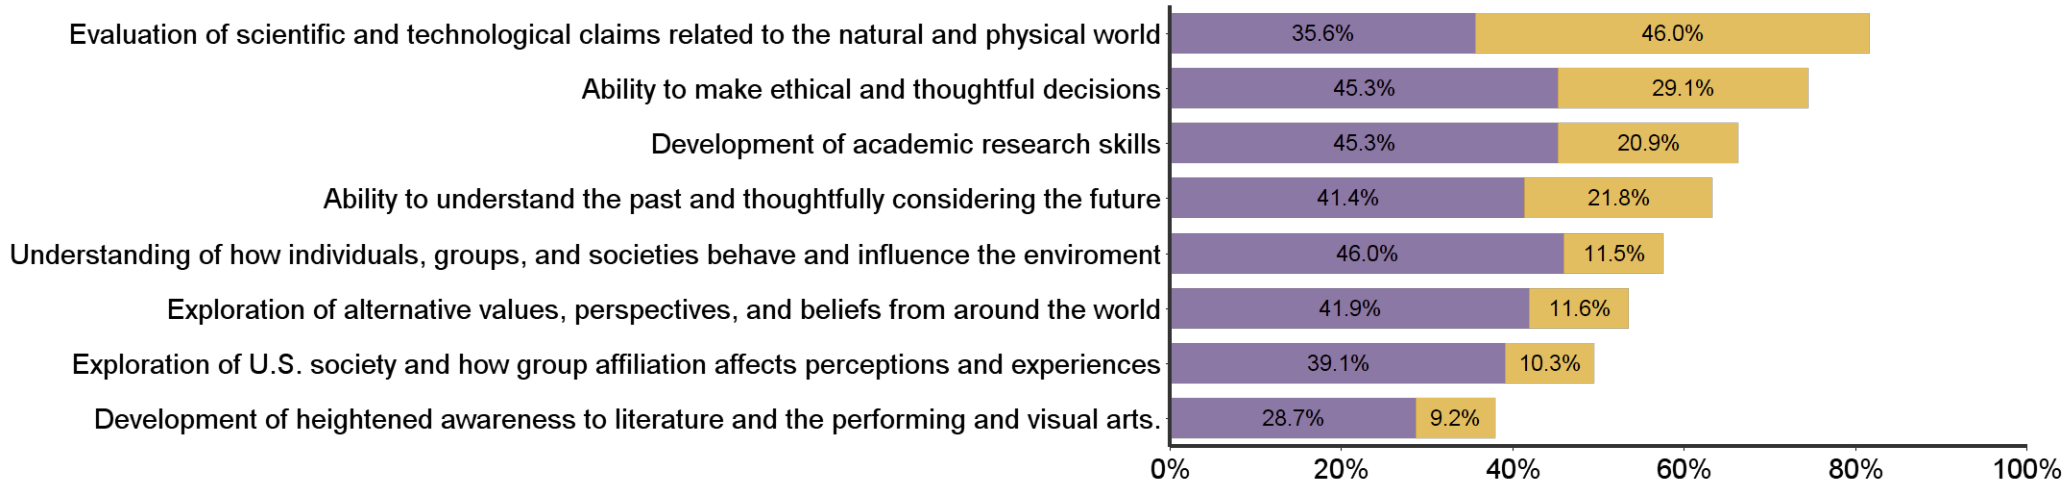 Evaluation of scientific and technological claims related to the natural and physical world 35.6% 46.0%
Ability to make ethical and thoughtful decisions 45.3% 29.1%
Development of academic research skills 45.3% 20.9%
Ability to understand the past and thoughtfully considering the future 41.4% 21.8%
Understanding of how individuals, groups, and societies behave and influence the enviroment 46.0% 11.5%
Exploration of alternative values, perspectives, and beliefs from around the world 41.9% 11.6%
Exploration of U.S. society and how group affiliation affects perceptions and experiences 39.1% 10.3%
Development of heightened awareness to literature and the performing and visual arts. 28.7% 9.2%
0% 20% 40% 60% 80% 100%